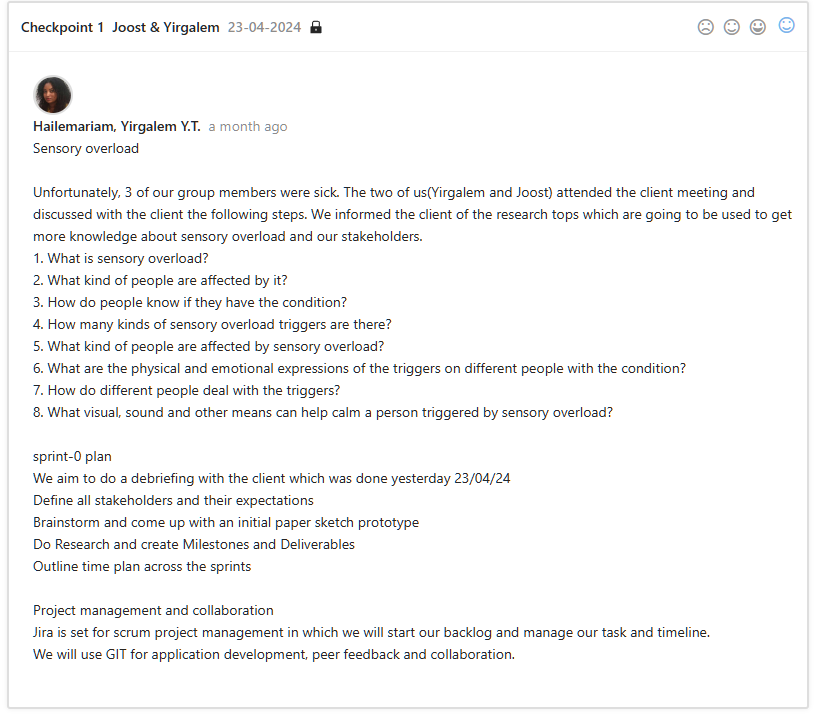 Checkpoint 1 Joost & Yirgalem 23-04-2024
Hailemariam, Yirgalem Y.T. a month ago
Sensory overload
Unfortunately, 3 of our group members were sick. The two of us(Yirgalem and Joost) attended the client meeting and
discussed with the client the following steps. We informed the client of the research tops which are going to be used to get
more knowledge about sensory overload and our stakeholders.
1. What is sensory overload?
2. What kind of people are affected by it?
3. How do people know if they have the condition?
4. How many kinds of sensory overload triggers are there?
5. What kind of people are affected by sensory overload?
6. What are the physical and emotional expressions of the triggers on different people with the condition?
7. How do different people deal with the triggers?
8. What visual, sound and other means can help calm a person triggered by sensory overload?
sprint-0 plan
We aim to do a debriefing with the client which was done yesterday 23/04/24
Define all stakeholders and their expectations
Brainstorm and come up with an initial paper sketch prototype
Do Research and create Milestones and Deliverables
Outline time plan across the sprints
Project management and collaboration
Jira is set for scrum project management in which we will start our backlog and manage our task and timeline.
We will use GIT for application development, peer feedback and collaboration.